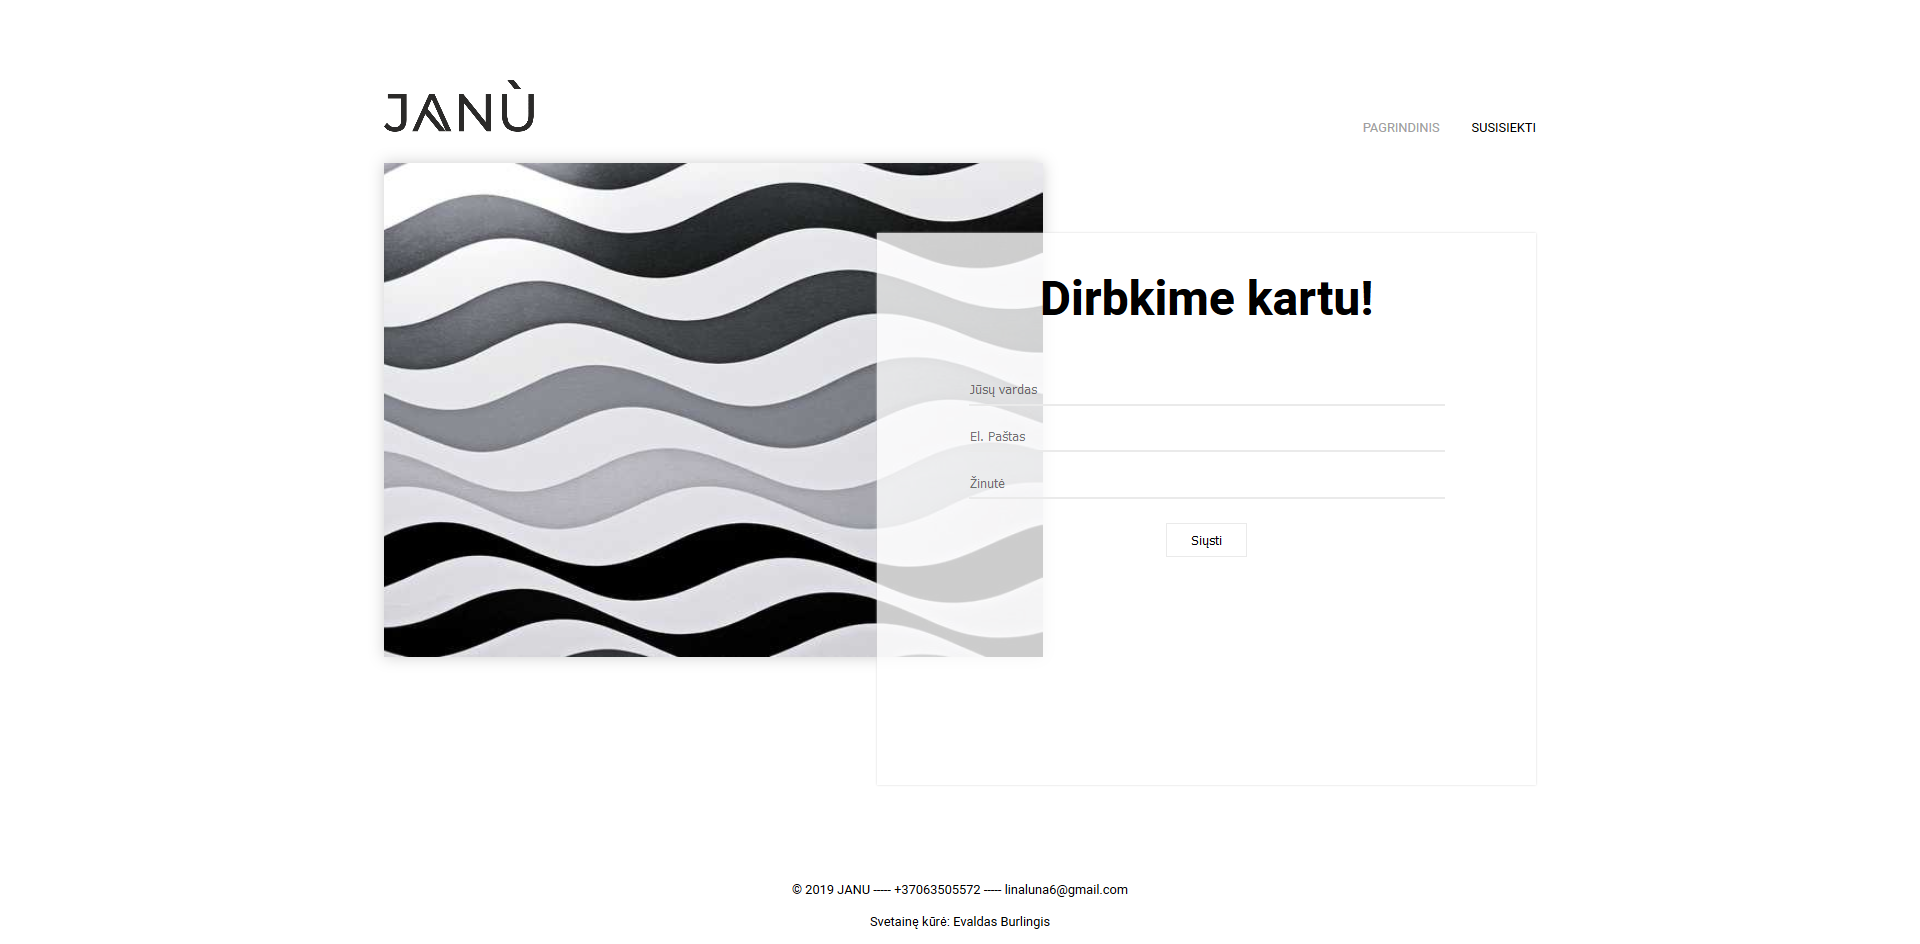 JANÙ
PAGRINDINIS SUSISIEKTI
Dirbkime kartu!
Jūsų vardas
El. Paštas
Žinutė
Siųsti
© 2019 JANU ----- +37063505572 ----- linaluna6@gmail.com
Svetainę kūrė: Evaldas Burlingis